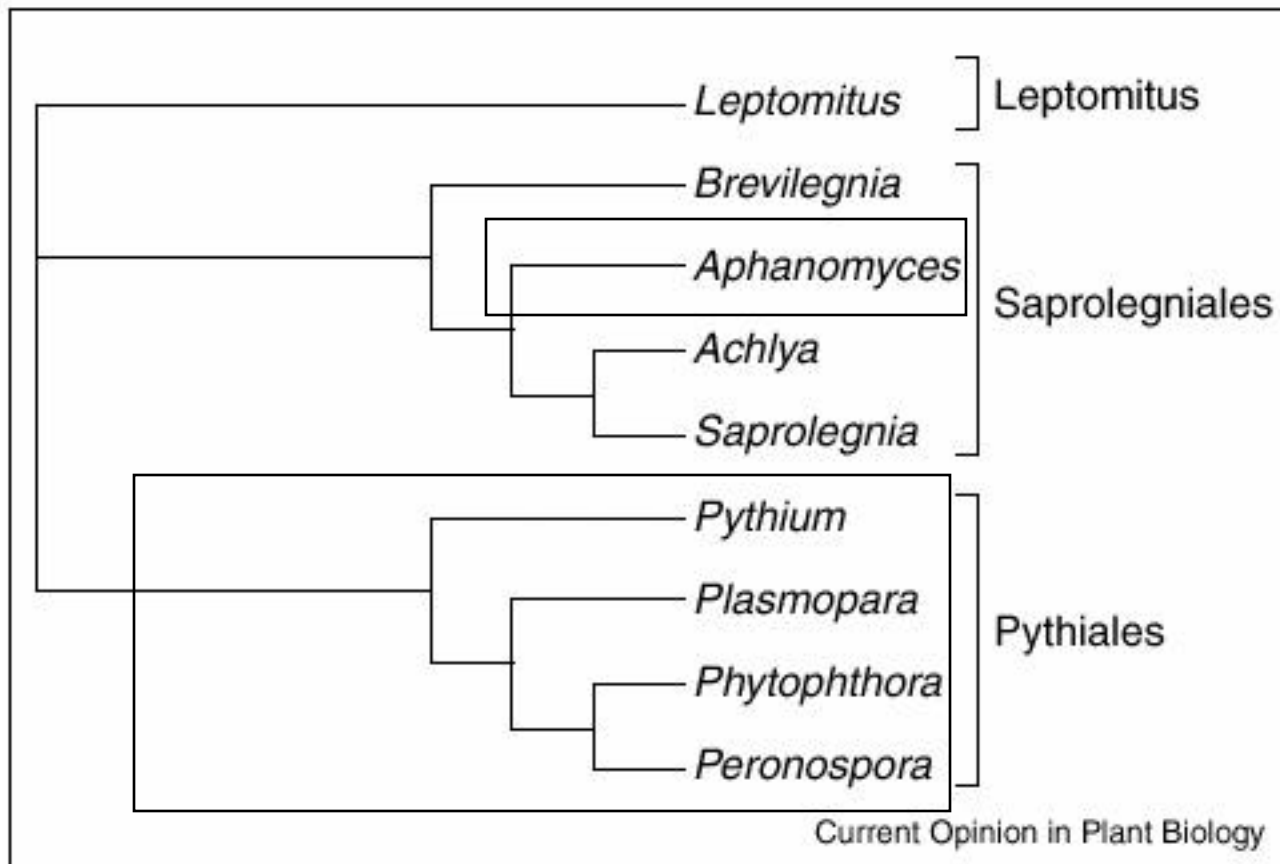 Leptomitus
Leptomitus
Brevilegnia
Aphanomyces
Saprolegniales
Achlya
Saprolegnia
Pythium
Plasmopara
Pythiales
Phytophthora
Peronospora
Current Opinion in Plant Biology